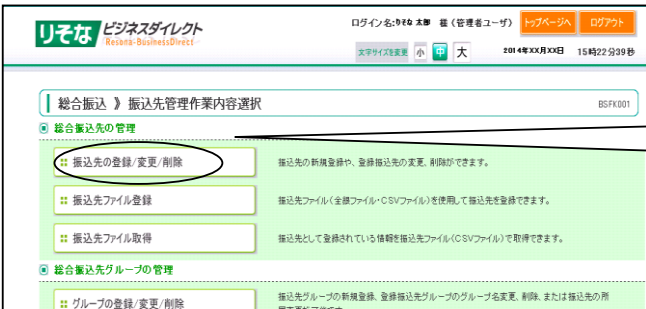 りそな ビジネスダイレクト
Resona-BusinessDirect
ログイン名:りそな 太郎 様 (管理者ユーザ) トップページへ ログアウト
文字サイズを変更 小 中 大 2014年XX月XX日 15時22分39秒
総合振込 》 振込先管理作業内容選択 BSFK001
総合振込先の管理
振込先の登録/変更/削除 振込先の新規登録や、登録振込先の変更、削除ができます。
振込先ファイル登録 振込先ファイル(全銀ファイル・CSVファイル)を使用して振込先を登録できます。
振込先ファイル取得 振込先として登録されている情報を振込先ファイル(CSVファイル)で取得できます。
総合振込先グループの管理
グループの登録/変更/削除 振込先グループの新規登録、登録振込先グループのグループ名変更、削除、または振込先の所